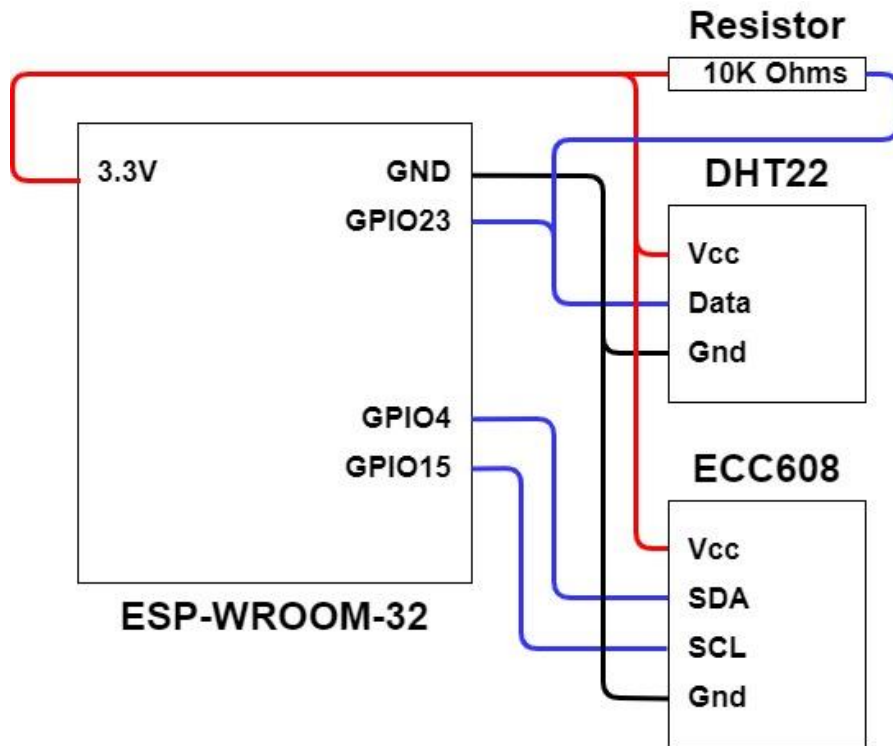 Resistor
10K Ohms
3.3V
GND
GPIO23
GPIO4
GPIO15
ESP-WROOM-32
DHT22
Vcc
Data
Gnd
ECC608
Vcc
SDA
SCL
Gnd